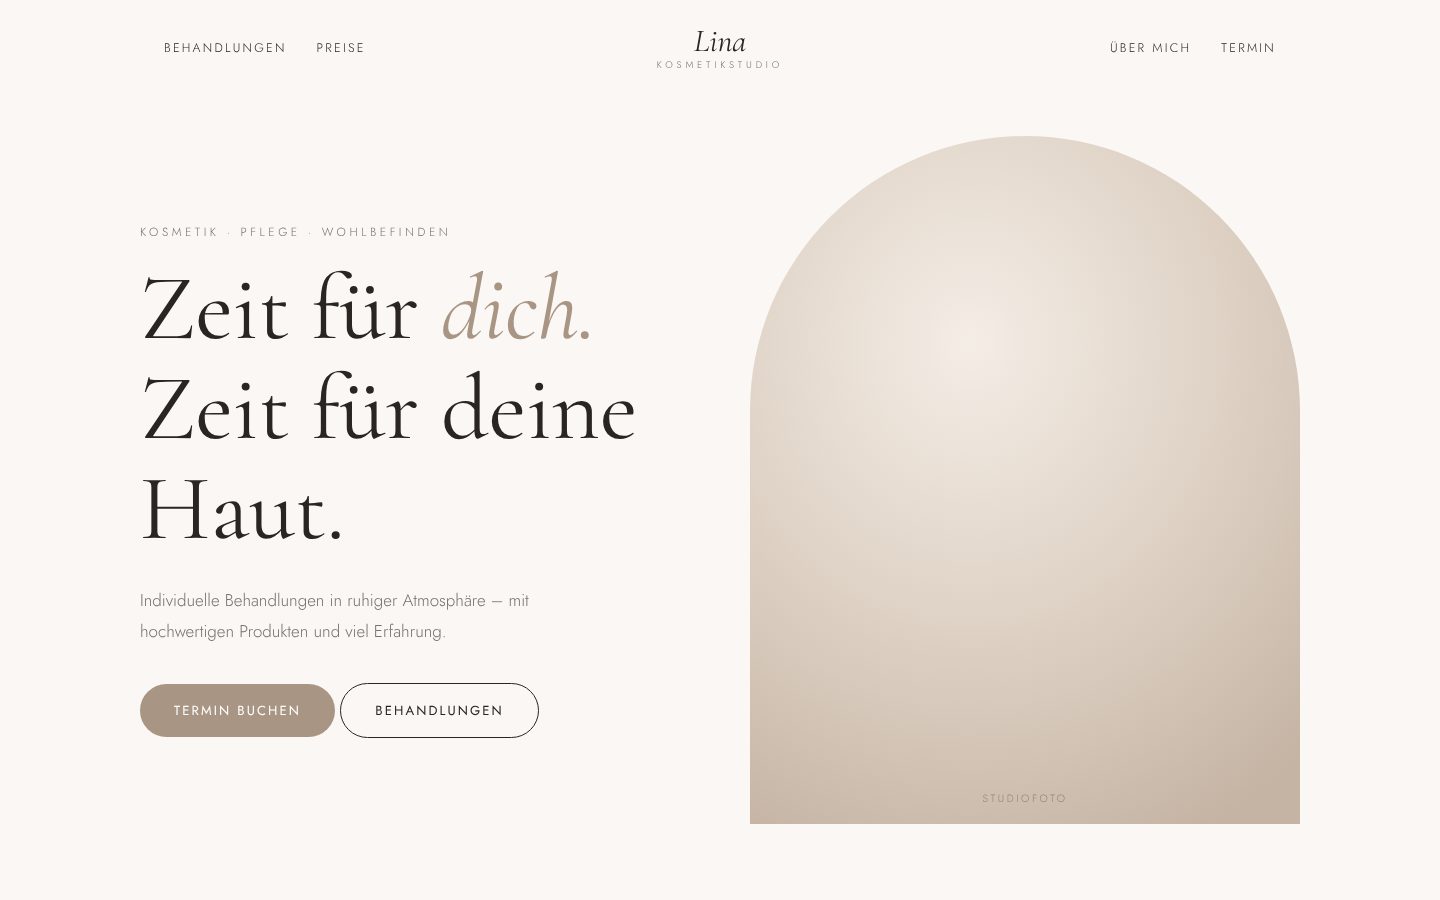 BEHANDLUNGEN PREISE
Lina
KOSMETIKSTUDIO
ÜBER MICH TERMIN
KOSMETIK · PFLEGE · WOHLBEFINDEN
Zeit für dich.
Zeit für deine
Haut.
Individuelle Behandlungen in ruhiger Atmosphäre – mit
hochwertigen Produkten und viel Erfahrung.
TERMIN BUCHEN
BEHANDLUNGEN
STUDIOFOTO